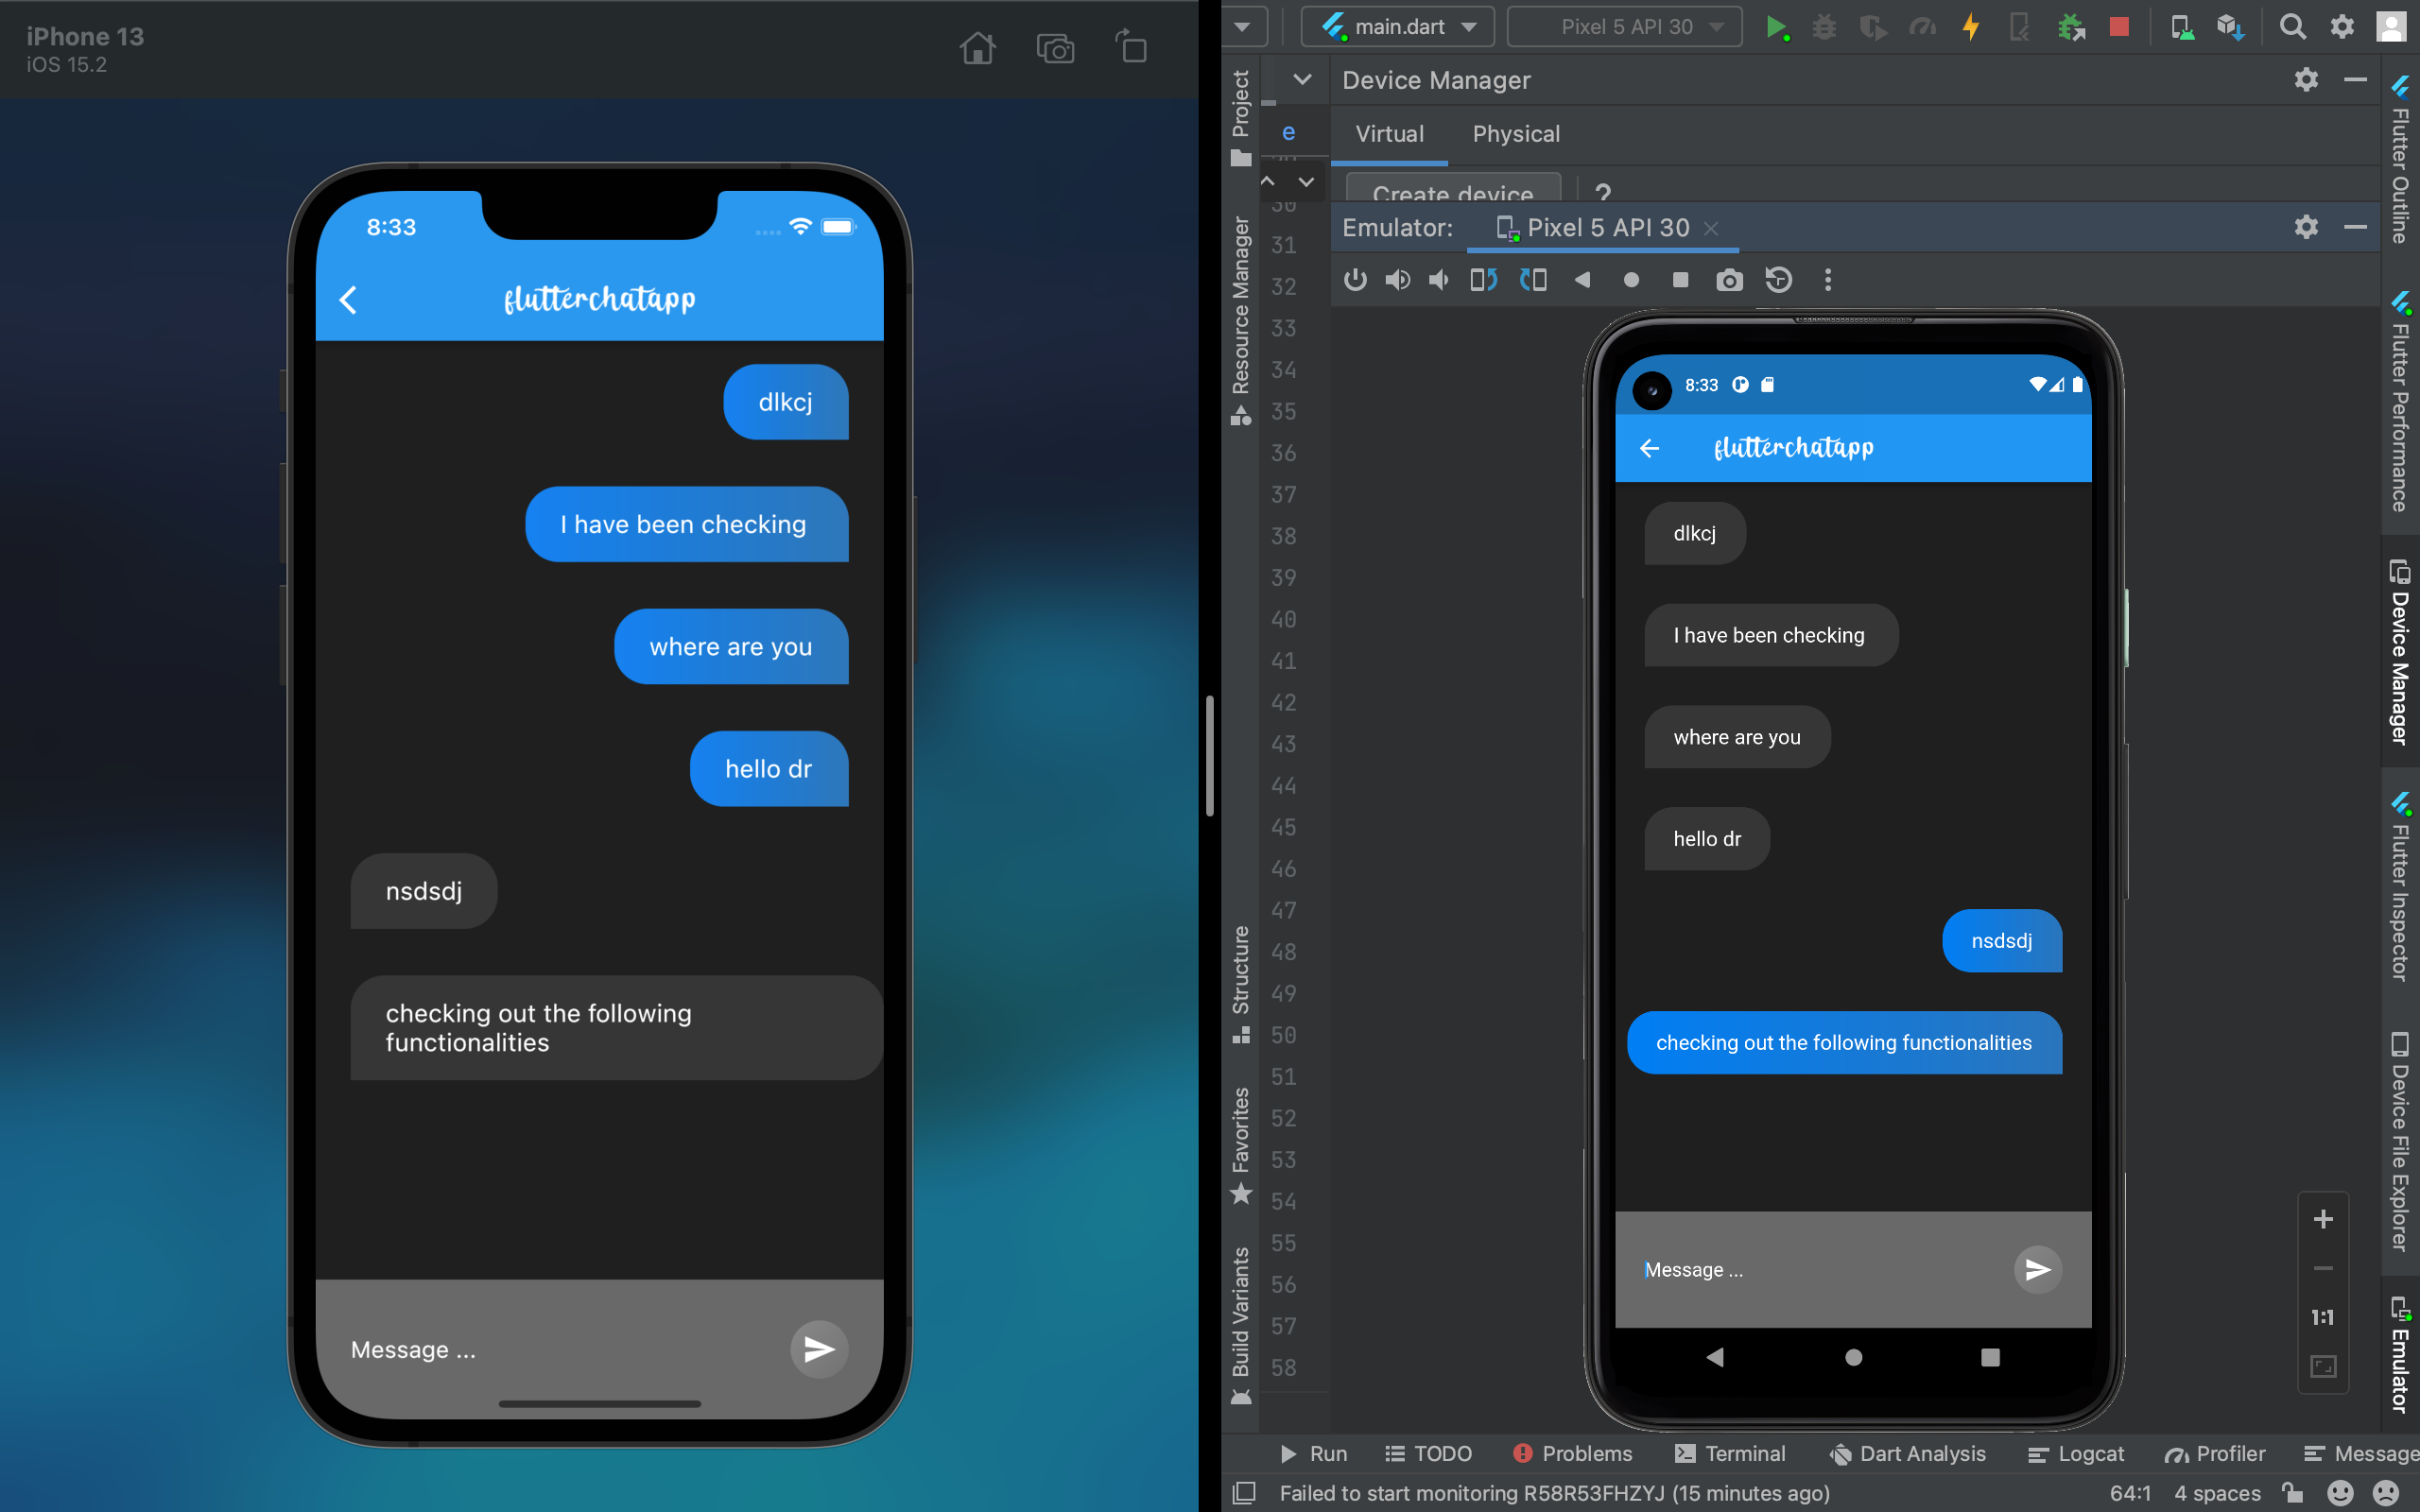 iPhone 13
iOS 15.2
8:33
flutterchatapp
dlkcj
I have been checking
where are you
hello dr
nsdsdj
checking out the following
functionalities
Message ...
main.dart
Pixel 5 API 30
Project
Resource Manager
Structure
Favorites
Build Variants
e
30
31
32
33
34
35
36
37
38
39
40
41
42
43
44
45
46
47
48
49
50
51
52
53
54
55
56
57
58
Device Manager
Virtual
Physical
Create device
?
Emulator:
Pixel 5 API 30
8:33
flutterchatapp
dlkcj
I have been checking
where are you
hello dr
nsdsdj
checking out the following functionalities
Message ...
1:1
Flutter Outline
Flutter Performance
Device Manager
Flutter Inspector
Device File Explorer
Emulator
Run
TODO
Problems
Terminal
Dart Analysis
Logcat
Profiler
Message
Failed to start monitoring R58R53FHZYJ (15 minutes ago)
64:1
4 spaces